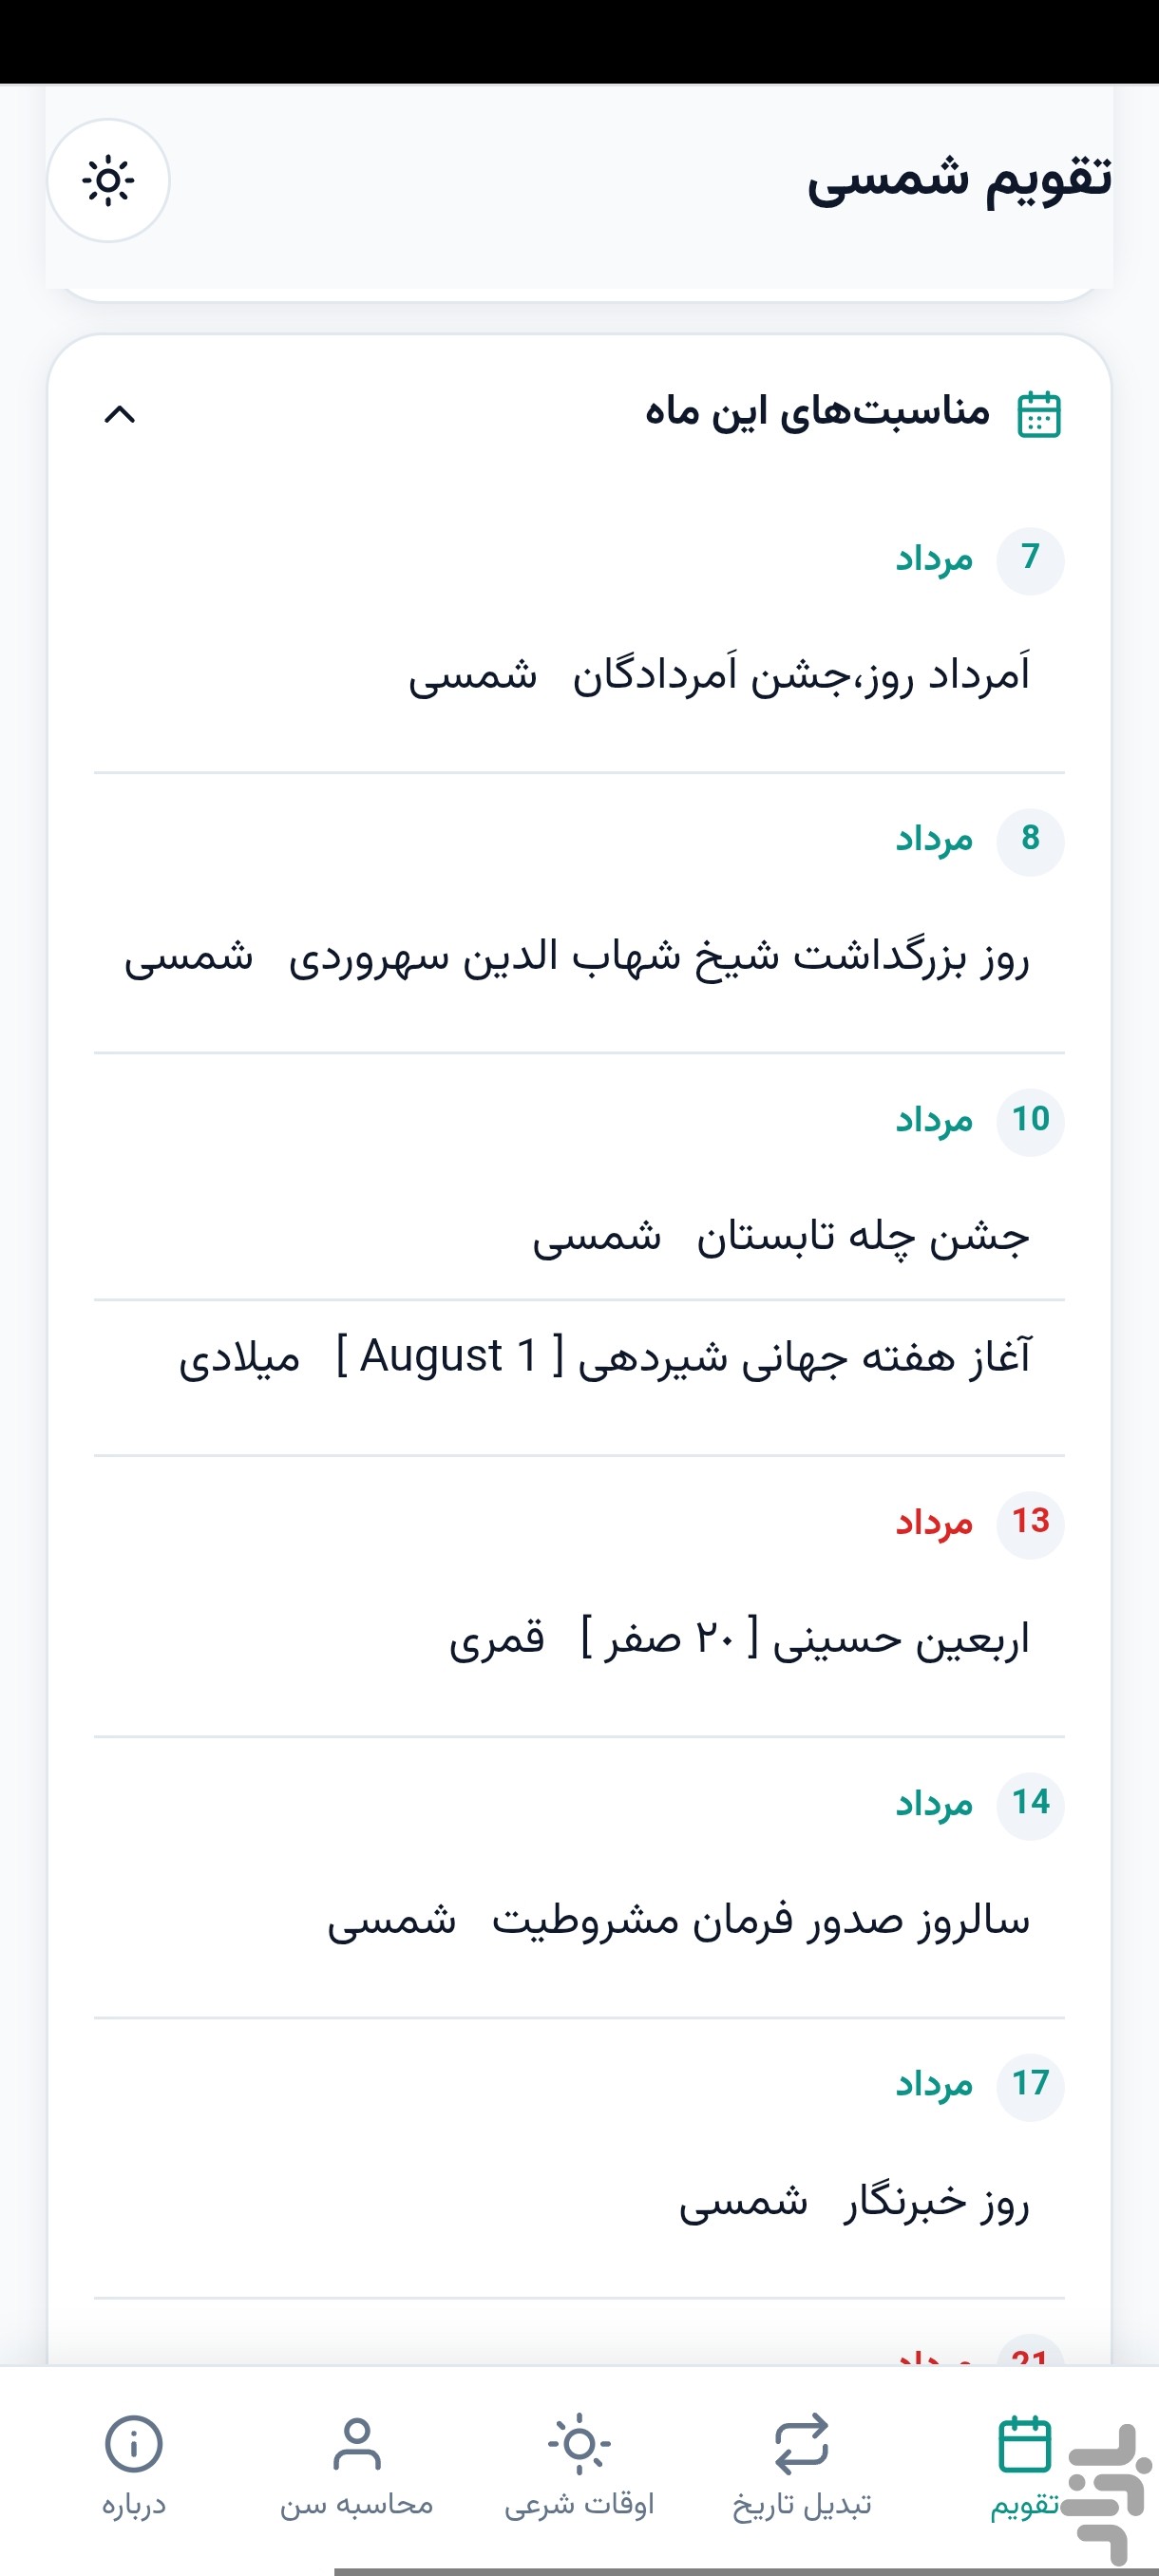 تقویم شمسی
مناسبت‌های این ماه
7 مرداد
اَمرداد روز،جشن اَمردادگان شمسی
8 مرداد
روز بزرگداشت شیخ شهاب الدین سهروردی شمسی
10 مرداد
جشن چله تابستان شمسی
آغاز هفته جهانی شیردهی [ August 1 ] میلادی
13 مرداد
اربعین حسینی [ ۲۰ صفر ] قمری
14 مرداد
سالروز صدور فرمان مشروطیت شمسی
17 مرداد
روز خبرنگار شمسی
21 مرداد
تقویم
تبدیل تاریخ
اوقات شرعی
محاسبه سن
درباره